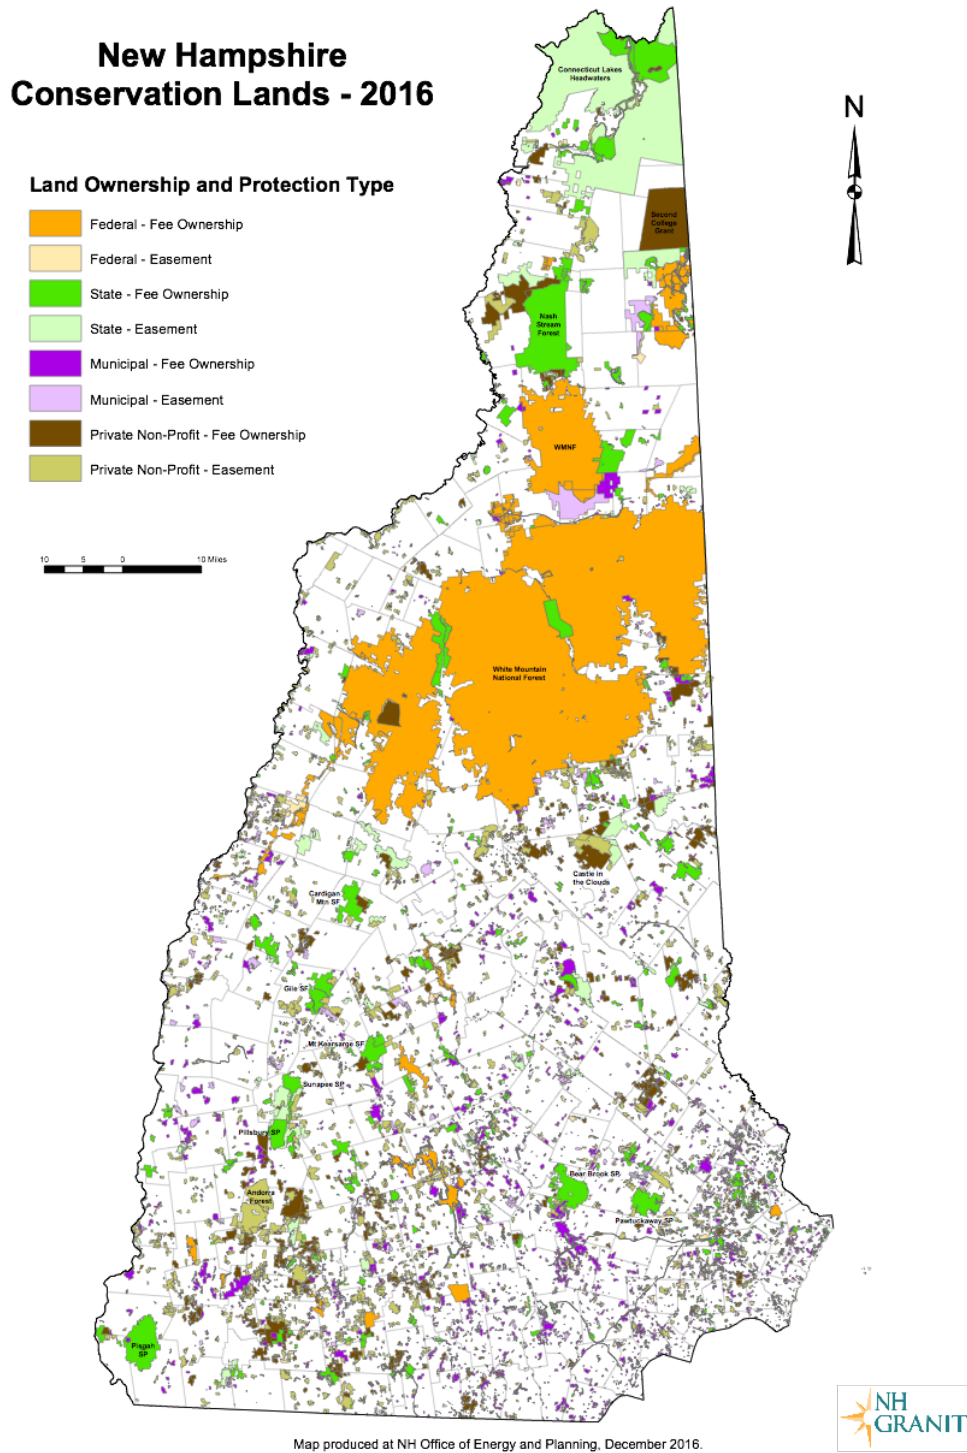 New Hampshire
Conservation Lands - 2016
N
Land Ownership and Protection Type
Federal - Fee Ownership
Federal - Easement
State - Fee Ownership
State - Easement
Municipal - Fee Ownership
Municipal - Easement
Private Non-Profit - Fee Ownership
Private Non-Profit - Easement
10 5 0 10 Miles
Connecticut Lakes
Headwaters
Second
College
Grant
Nash
Stream
Forest
WMNF
White Mountain
National Forest
Castle in
the Clouds
Cardigan
Mtn SF
Gile SF
Mt Kearsarge SF
Sunapee SP
Pillsbury SP
Bear Brook SP
Andorra
Forest
Pawtuckaway SP
Pisgah
SP
NH
GRANIT
Map produced at NH Office of Energy and Planning, December 2016.